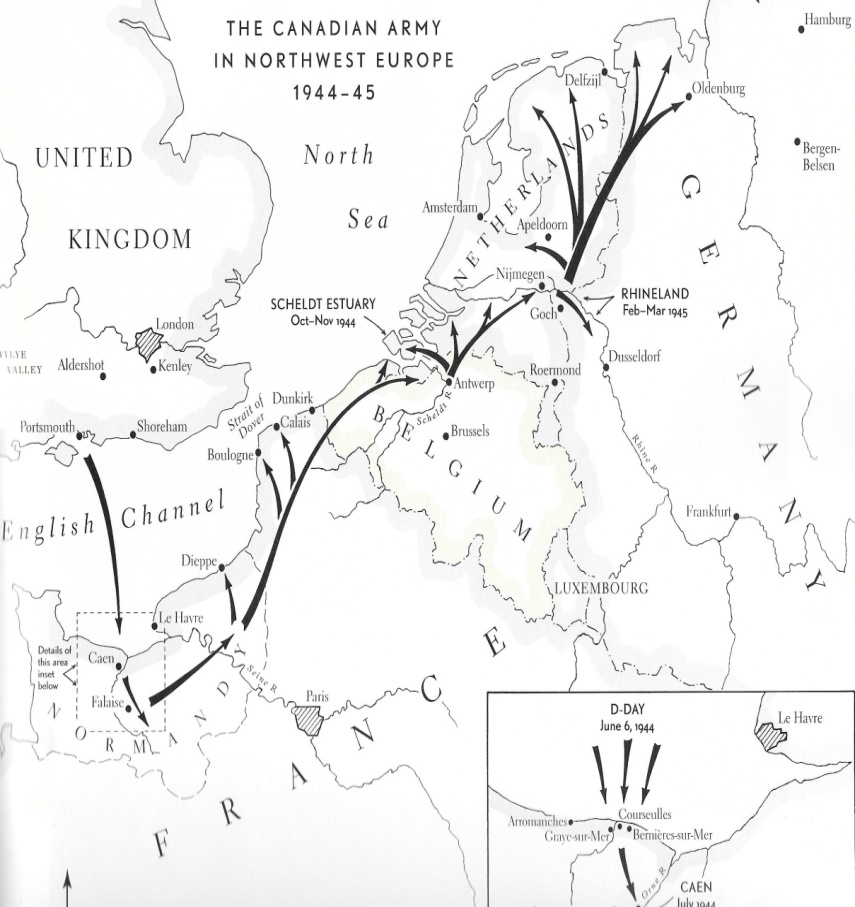 THE CANADIAN ARMY
IN NORTHWEST EUROPE
1944–45
Hamburg
Delfzijl
Oldenburg
Bergen-
Belsen
UNITED
KINGDOM
North
Sea
NETHERLANDS
GERMANY
Amsterdam
Apeldoorn
Nijmegen
Goch
RHINELAND
Feb–Mar 1945
SCHELDT ESTUARY
Oct–Nov 1944
London
VALLEY
Aldershot
Kenley
Dusseldorf
Roermond
Antwerp
Scheldt R
Dunkirk
Calais
Strait of
Dover
Portsmouth
Shoreham
Boulogne
BELGIUM
Brussels
Rhine R
English Channel
Frankfurt
Dieppe
LUXEMBOURG
Le Havre
Details of
this area
inset
below
Caen
Falaise
NORMANDY
Seine R
Paris
FRANCE
D-DAY
June 6, 1944
Le Havre
Courseulles
Arromanches
Graye-sur-Mer
Bernières-sur-Mer
Orne R
CAEN
July 1944